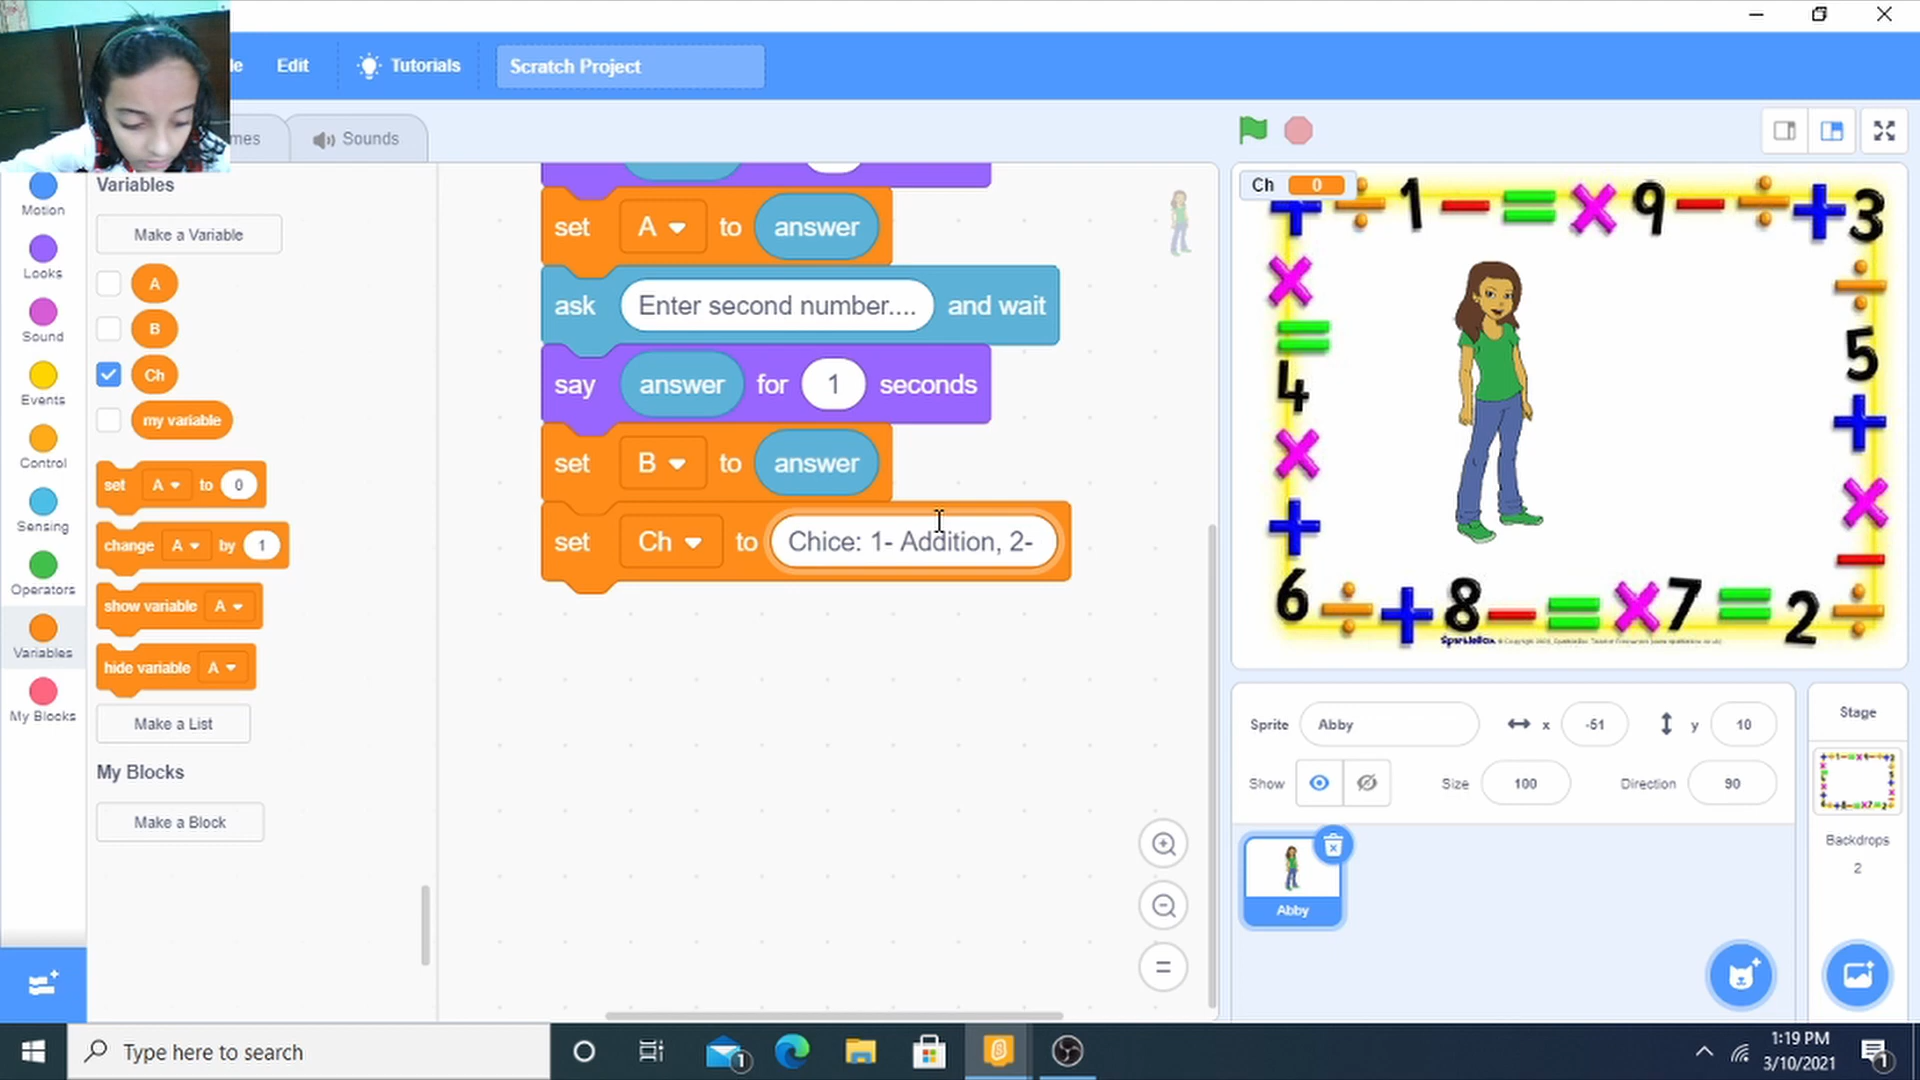 le
Edit
Tutorials
Scratch Project
mes
Sounds
Motion
Looks
Sound
Events
Control
Sensing
Operators
Variables
My Blocks
Variables
Make a Variable
A
B
Ch
my variable
set A to 0
change A by 1
show variable A
hide variable A
Make a List
My Blocks
Make a Block
set A to answer
ask Enter second number.... and wait
say answer for 1 seconds
set B to answer
set Ch to Chice: 1- Addition, 2-
Ch 0
+ ÷ 1 - = × 9 - ÷ + 3
× ÷
= 5
4 +
× ×
+ -
6 ÷ + 8 - = × 7 = 2 ÷
SparkleBox
Sprite Abby x -51 y 10
Show Size 100 Direction 90
Abby
Stage
Backdrops
2
Type here to search
1
1:19 PM
3/10/2021
1